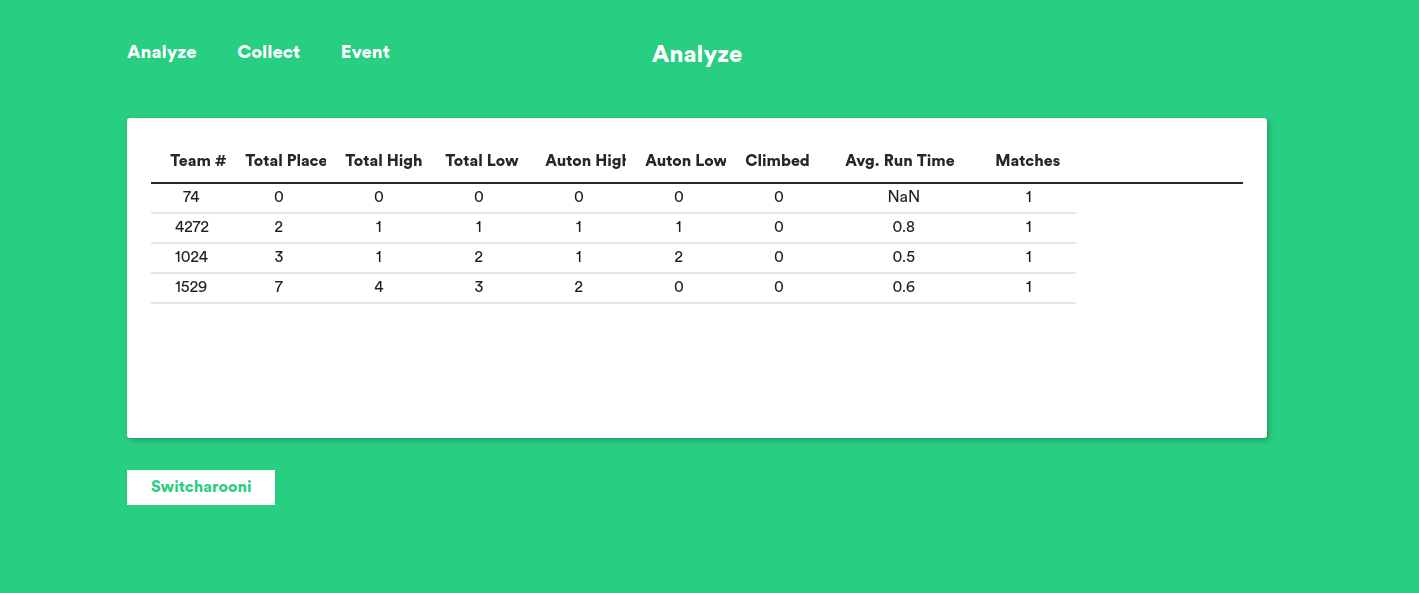 Analyze Collect Event Analyze
Team # Total Place Total High Total Low Auton High Auton Low Climbed Avg. Run Time Matches
74 0 0 0 0 0 0 NaN 1
4272 2 1 1 1 1 0 0.8 1
1024 3 1 2 1 2 0 0.5 1
1529 7 4 3 2 0 0 0.6 1
Switcharooni